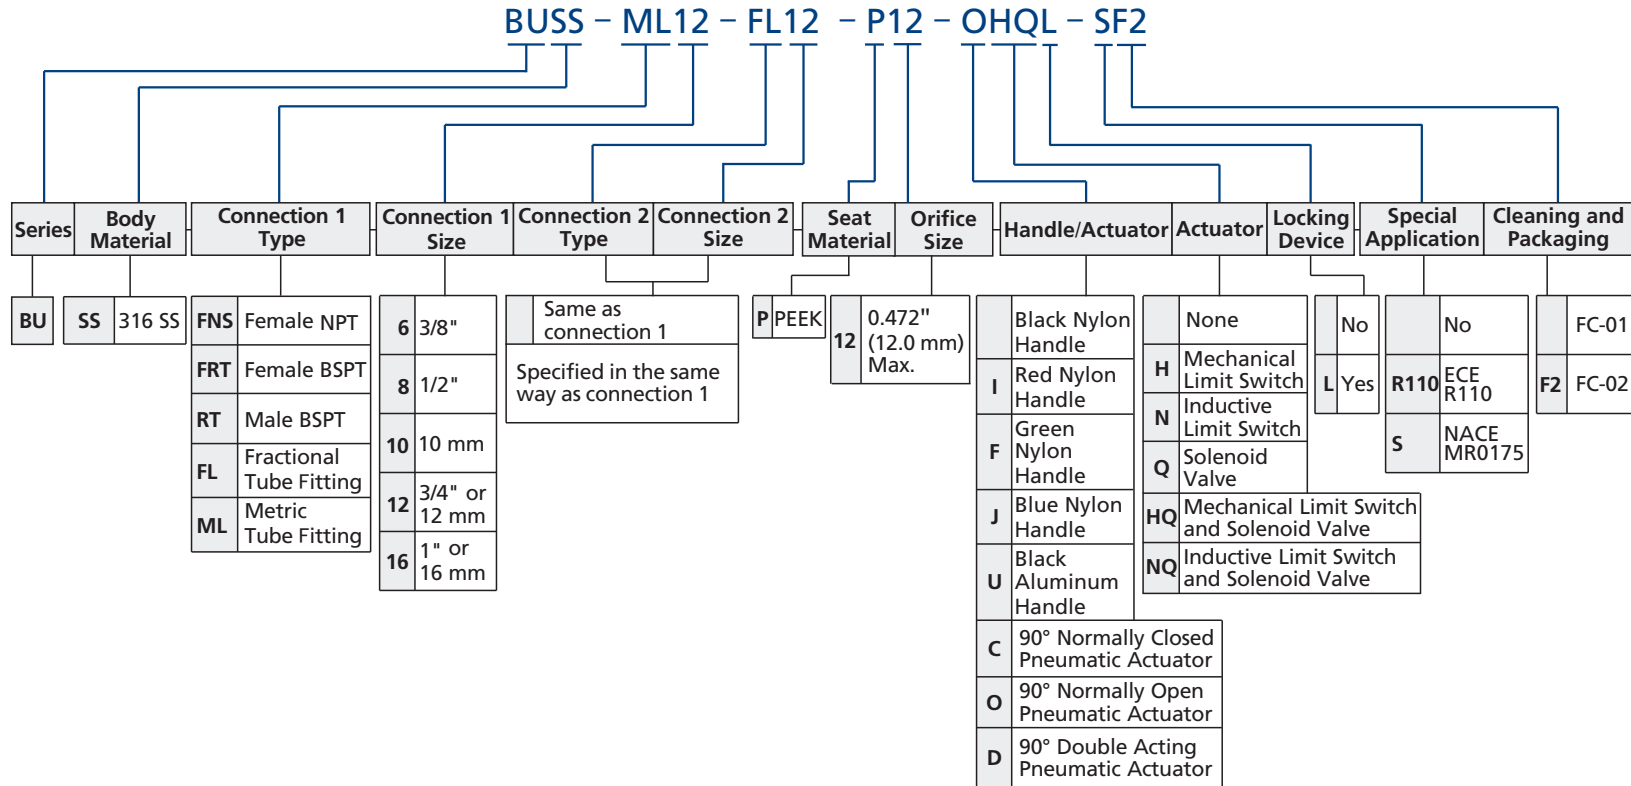 BUSS – ML12 – FL12 – P12 – OHQL – SF2
Series
Body
Material
Connection 1
Type
Connection 1
Size
Connection 2
Type
Connection 2
Size
Seat
Material
Orifice
Size
Handle/Actuator
Actuator
Locking
Device
Special
Application
Cleaning and
Packaging
BU
SS 316 SS
FNS Female NPT
FRT Female BSPT
RT Male BSPT
FL Fractional
Tube Fitting
ML Metric
Tube Fitting
6 3/8"
8 1/2"
10 10 mm
12 3/4" or
12 mm
16 1" or
16 mm
Same as
connection 1
Specified in the same
way as connection 1
P PEEK
12 0.472"
(12.0 mm)
Max.
Black Nylon
Handle
I Red Nylon
Handle
F Green
Nylon
Handle
J Blue Nylon
Handle
U Black
Aluminum
Handle
C 90° Normally Closed
Pneumatic Actuator
O 90° Normally Open
Pneumatic Actuator
D 90° Double Acting
Pneumatic Actuator
None
H Mechanical
Limit Switch
N Inductive
Limit Switch
Q Solenoid
Valve
HQ Mechanical Limit Switch
and Solenoid Valve
NQ Inductive Limit Switch
and Solenoid Valve
No
L Yes
No
R110 ECE
R110
S NACE
MR0175
FC-01
F2 FC-02